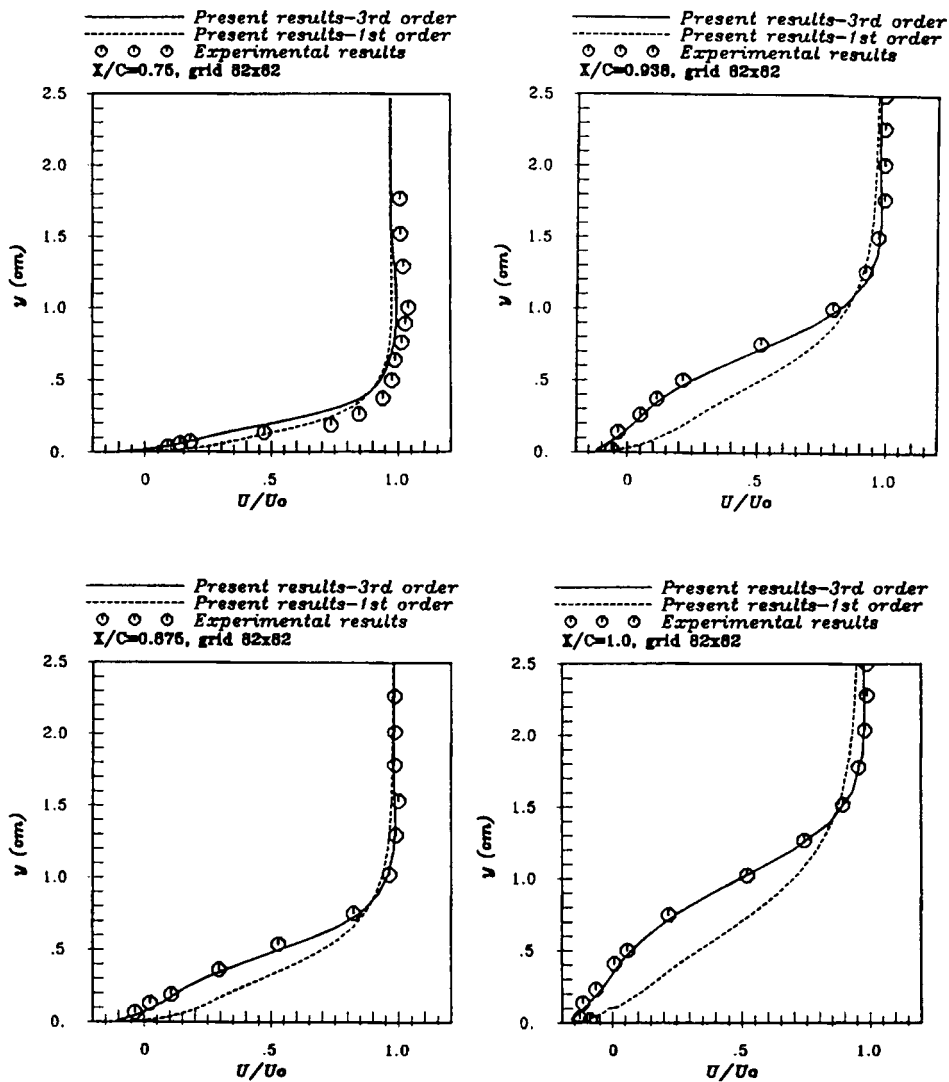 Present results-3rd order
Present results-1st order
Experimental results
X/C=0.75, grid 82x62
2.5
2.0
1.5
1.0
.5
0.
y (cm)
0 .5 1.0
U/Uo
Present results-3rd order
Present results-1st order
Experimental results
X/C=0.938, grid 82x62
2.5
2.0
1.5
1.0
.5
0.
y (cm)
0 .5 1.0
U/Uo
Present results-3rd order
Present results-1st order
Experimental results
X/C=0.875, grid 82x62
2.5
2.0
1.5
1.0
.5
0.
y (cm)
0 .5 1.0
U/Uo
Present results-3rd order
Present results-1st order
Experimental results
X/C=1.0, grid 82x62
2.5
2.0
1.5
1.0
.5
0.
y (cm)
0 .5 1.0
U/Uo